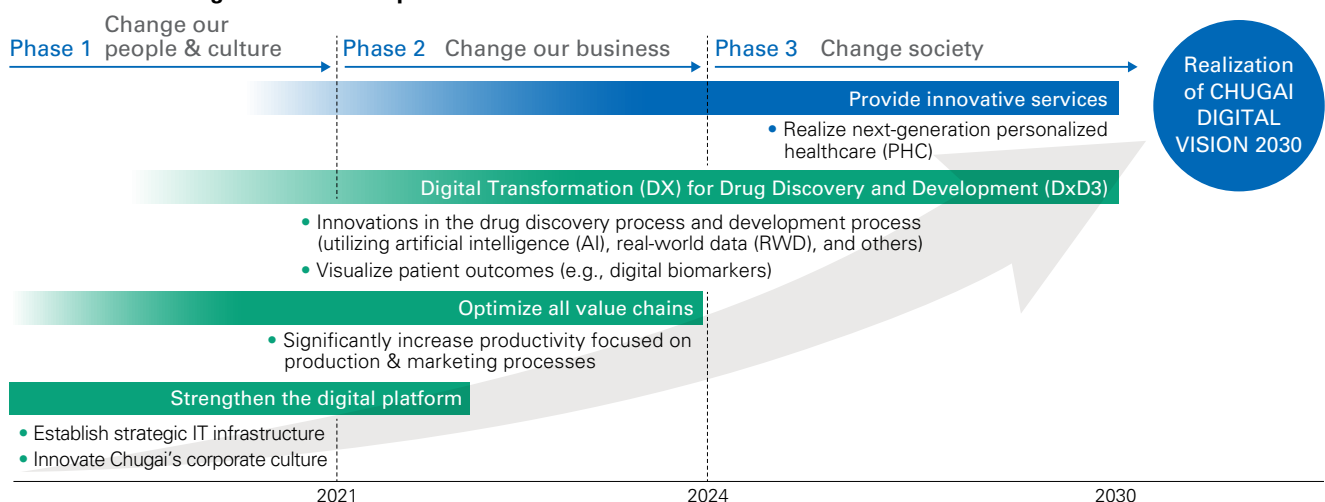 Phase 1 Change our
people & culture
Phase 2 Change our business
Phase 3 Change society
Realization
of CHUGAI
DIGITAL
VISION 2030
Provide innovative services
• Realize next-generation personalized
healthcare (PHC)
Digital Transformation (DX) for Drug Discovery and Development (DxD3)
• Innovations in the drug discovery process and development process
(utilizing artificial intelligence (AI), real-world data (RWD), and others)
• Visualize patient outcomes (e.g., digital biomarkers)
Optimize all value chains
• Significantly increase productivity focused on
production & marketing processes
Strengthen the digital platform
• Establish strategic IT infrastructure
• Innovate Chugai's corporate culture
2021
2024
2030